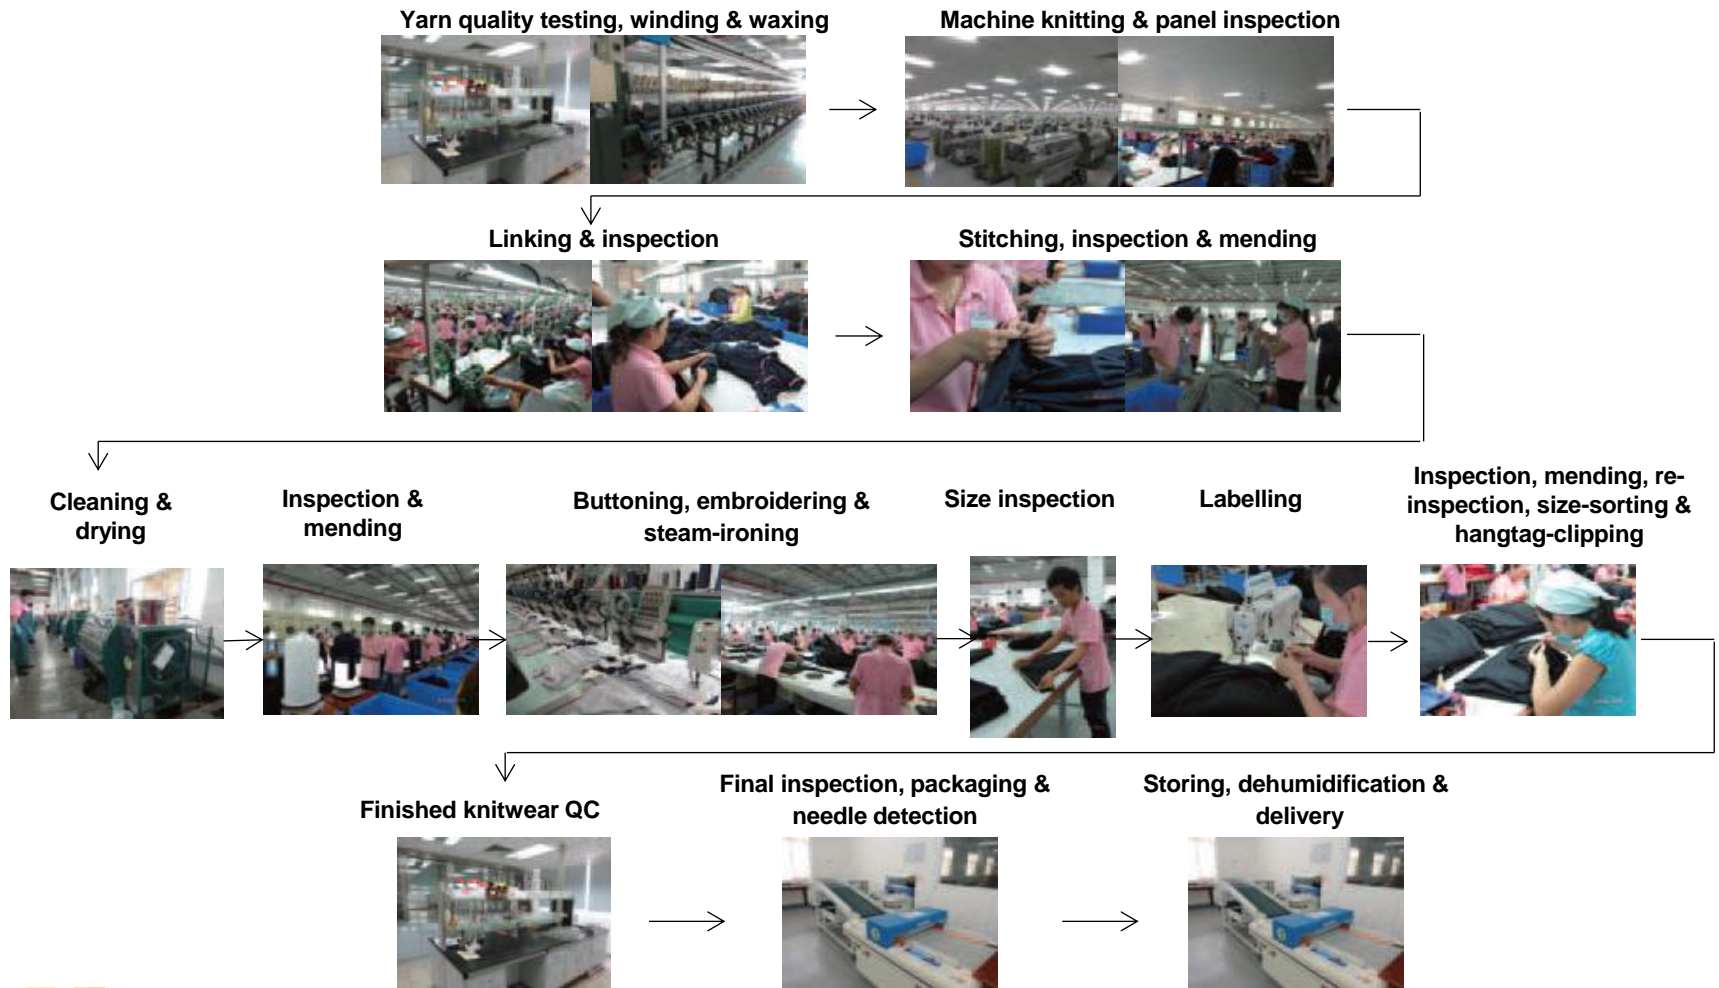 Yarn quality testing, winding & waxing
Machine knitting & panel inspection
Linking & inspection
Stitching, inspection & mending
Cleaning &
drying
Inspection &
mending
Buttoning, embroidering &
steam-ironing
Size inspection
Labelling
Inspection, mending, re-
inspection, size-sorting &
hangtag-clipping
Finished knitwear QC
Final inspection, packaging &
needle detection
Storing, dehumidification &
delivery